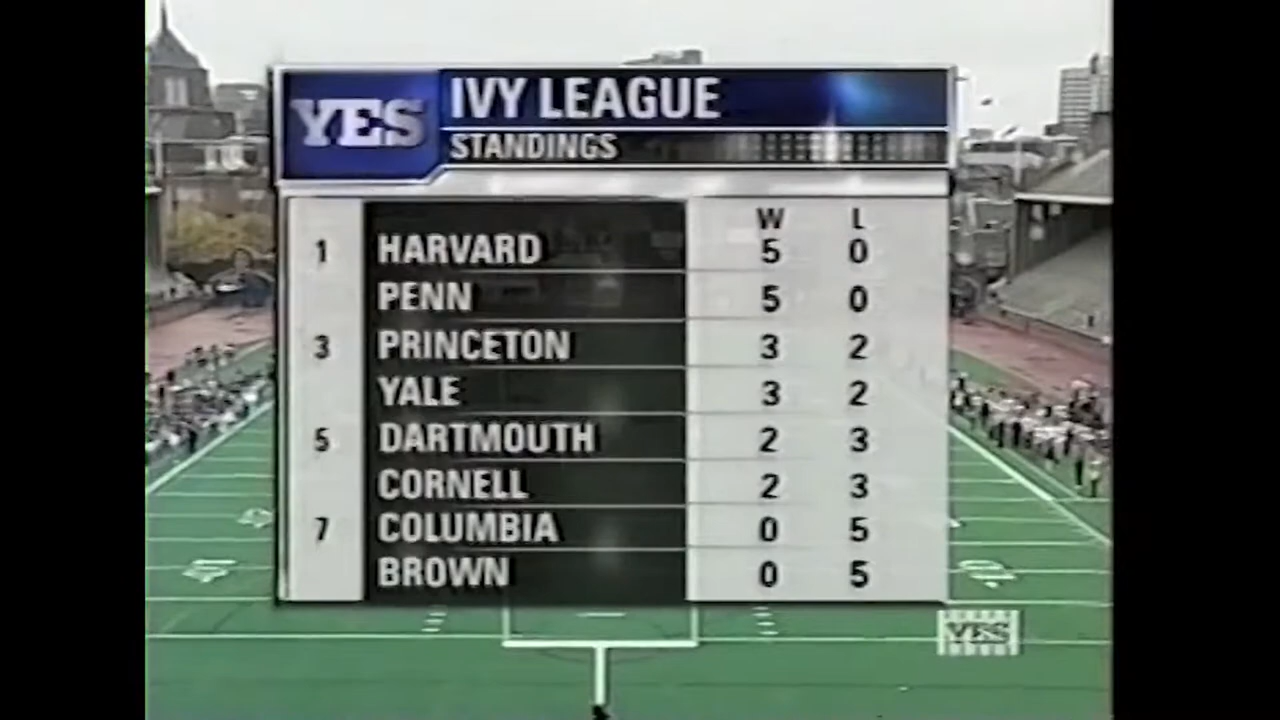 YES
IVY LEAGUE
STANDINGS
W L
1 HARVARD 5 0
PENN 5 0
3 PRINCETON 3 2
YALE 3 2
5 DARTMOUTH 2 3
CORNELL 2 3
7 COLUMBIA 0 5
BROWN 0 5
YES